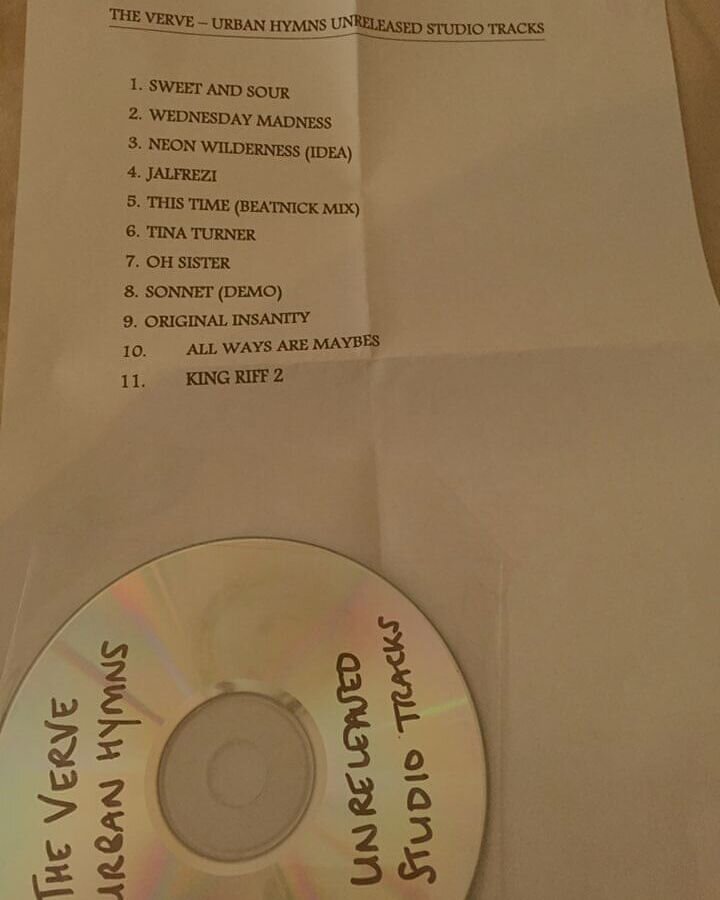 THE VERVE – URBAN HYMNS UNRELEASED STUDIO TRACKS
1. SWEET AND SOUR
2. WEDNESDAY MADNESS
3. NEON WILDERNESS (IDEA)
4. JALFREZI
5. THIS TIME (BEATNICK MIX)
6. TINA TURNER
7. OH SISTER
8. SONNET (DEMO)
9. ORIGINAL INSANITY
10. ALL WAYS ARE MAYBES
11. KING RIFF 2
THE VERVE
URBAN HYMNS
UNRELEASED
STUDIO TRACKS